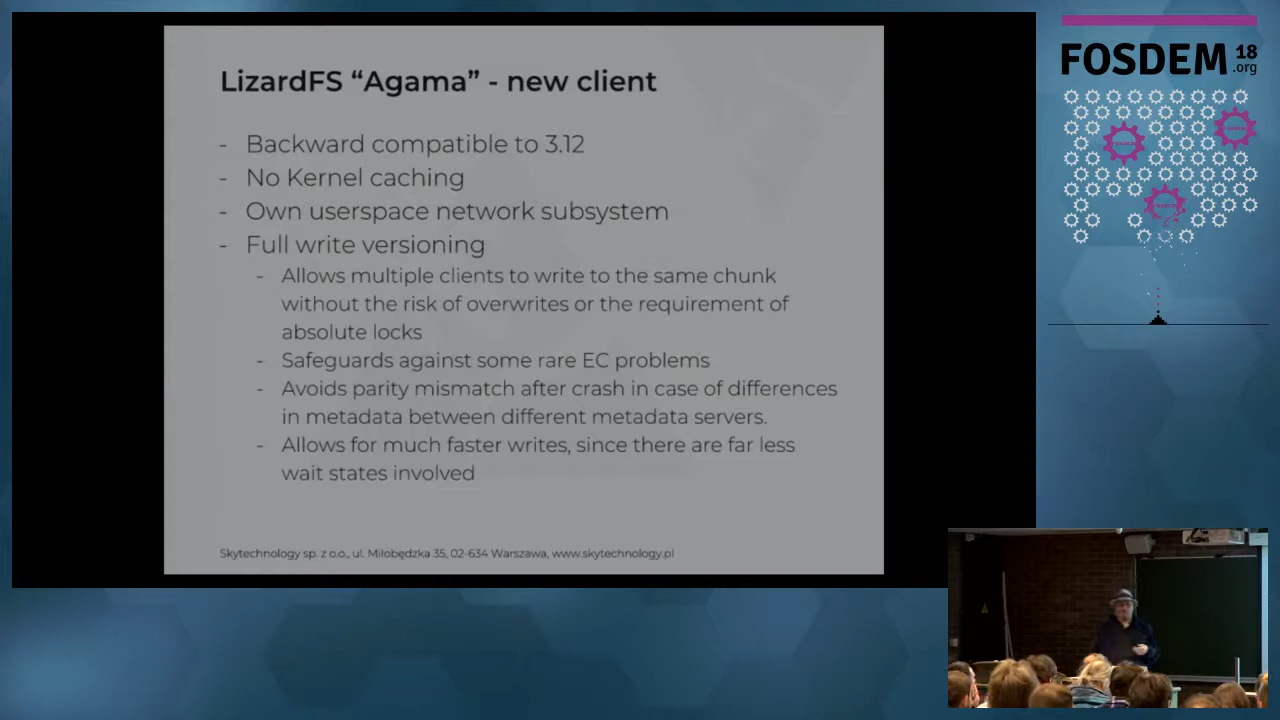 LizardFS “Agama” - new client
- Backward compatible to 3.12
- No Kernel caching
- Own userspace network subsystem
- Full write versioning
- Allows multiple clients to write to the same chunk
without the risk of overwrites or the requirement of
absolute locks
- Safeguards against some rare EC problems
- Avoids parity mismatch after crash in case of differences
in metadata between different metadata servers.
- Allows for much faster writes, since there are far less
wait states involved
Skytechnology sp. z o.o., ul. Miłobędzka 35, 02-634 Warszawa, www.skytechnology.pl
FOSDEM 18
.org